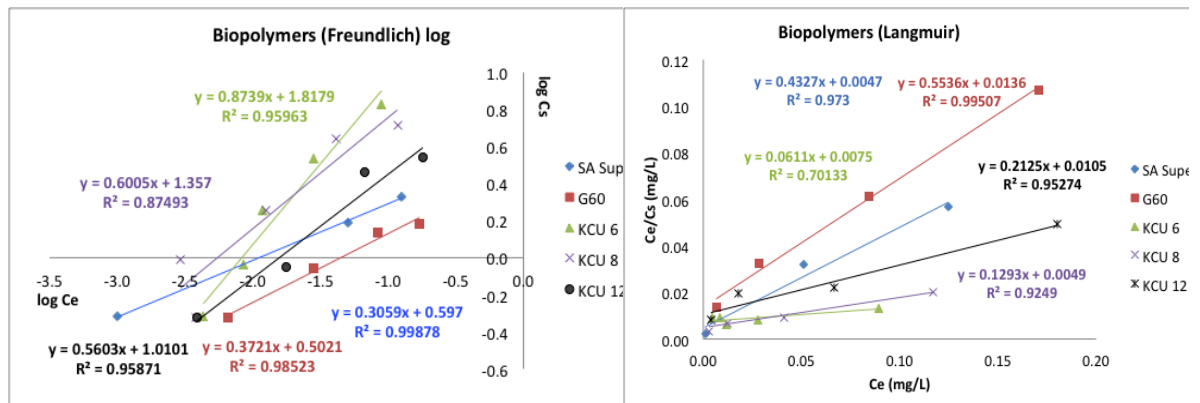 Biopolymers (Freundlich) log
1.0
0.8
0.6
0.4
0.2
0.0
-0.2
-0.4
-0.6
log Cs
-3.5
-3.0
-2.5
-2.0
-1.5
-1.0
-0.5
0.0
log Ce
y = 0.8739x + 1.8179
R² = 0.95963
y = 0.6005x + 1.357
R² = 0.87493
y = 0.3059x + 0.597
R² = 0.99878
y = 0.5603x + 1.0101
R² = 0.95871
y = 0.3721x + 0.5021
R² = 0.98523
SA Supe
G60
KCU 6
KCU 8
KCU 12
Biopolymers (Langmuir)
0.12
0.10
0.08
0.06
0.04
0.02
0.00
Ce/Cs (mg/L)
0.00
0.05
0.10
0.15
0.20
Ce (mg/L)
y = 0.4327x + 0.0047
R² = 0.973
y = 0.5536x + 0.0136
R² = 0.99507
y = 0.0611x + 0.0075
R² = 0.70133
y = 0.2125x + 0.0105
R² = 0.95274
y = 0.1293x + 0.0049
R² = 0.9249
SA Supe
G60
KCU 6
KCU 8
KCU 12